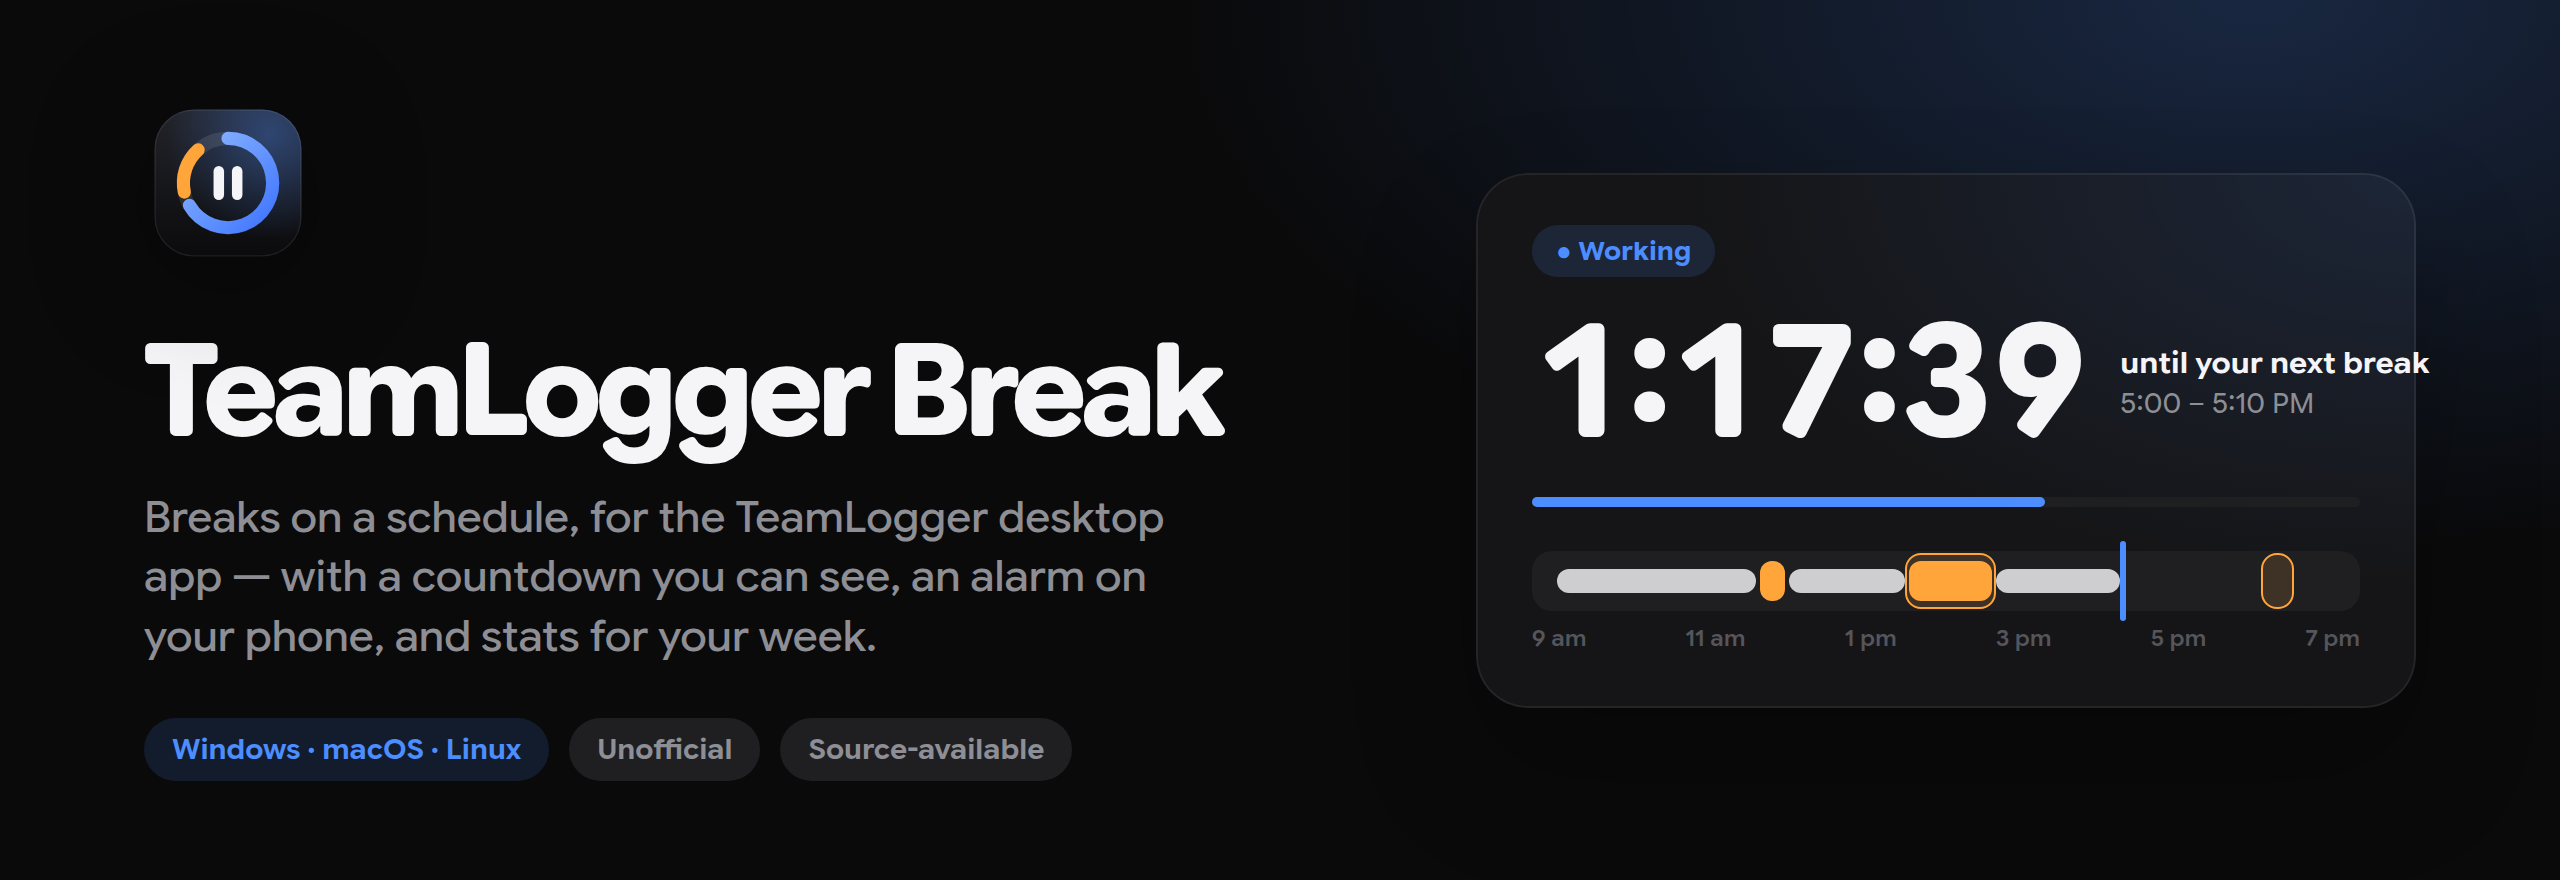 TeamLogger Break
Breaks on a schedule, for the TeamLogger desktop
app — with a countdown you can see, an alarm on
your phone, and stats for your week.
Windows · macOS · Linux
Unofficial
Source-available
Working
1:17:39
until your next break
5:00 – 5:10 PM
9 am 11 am 1 pm 3 pm 5 pm 7 pm